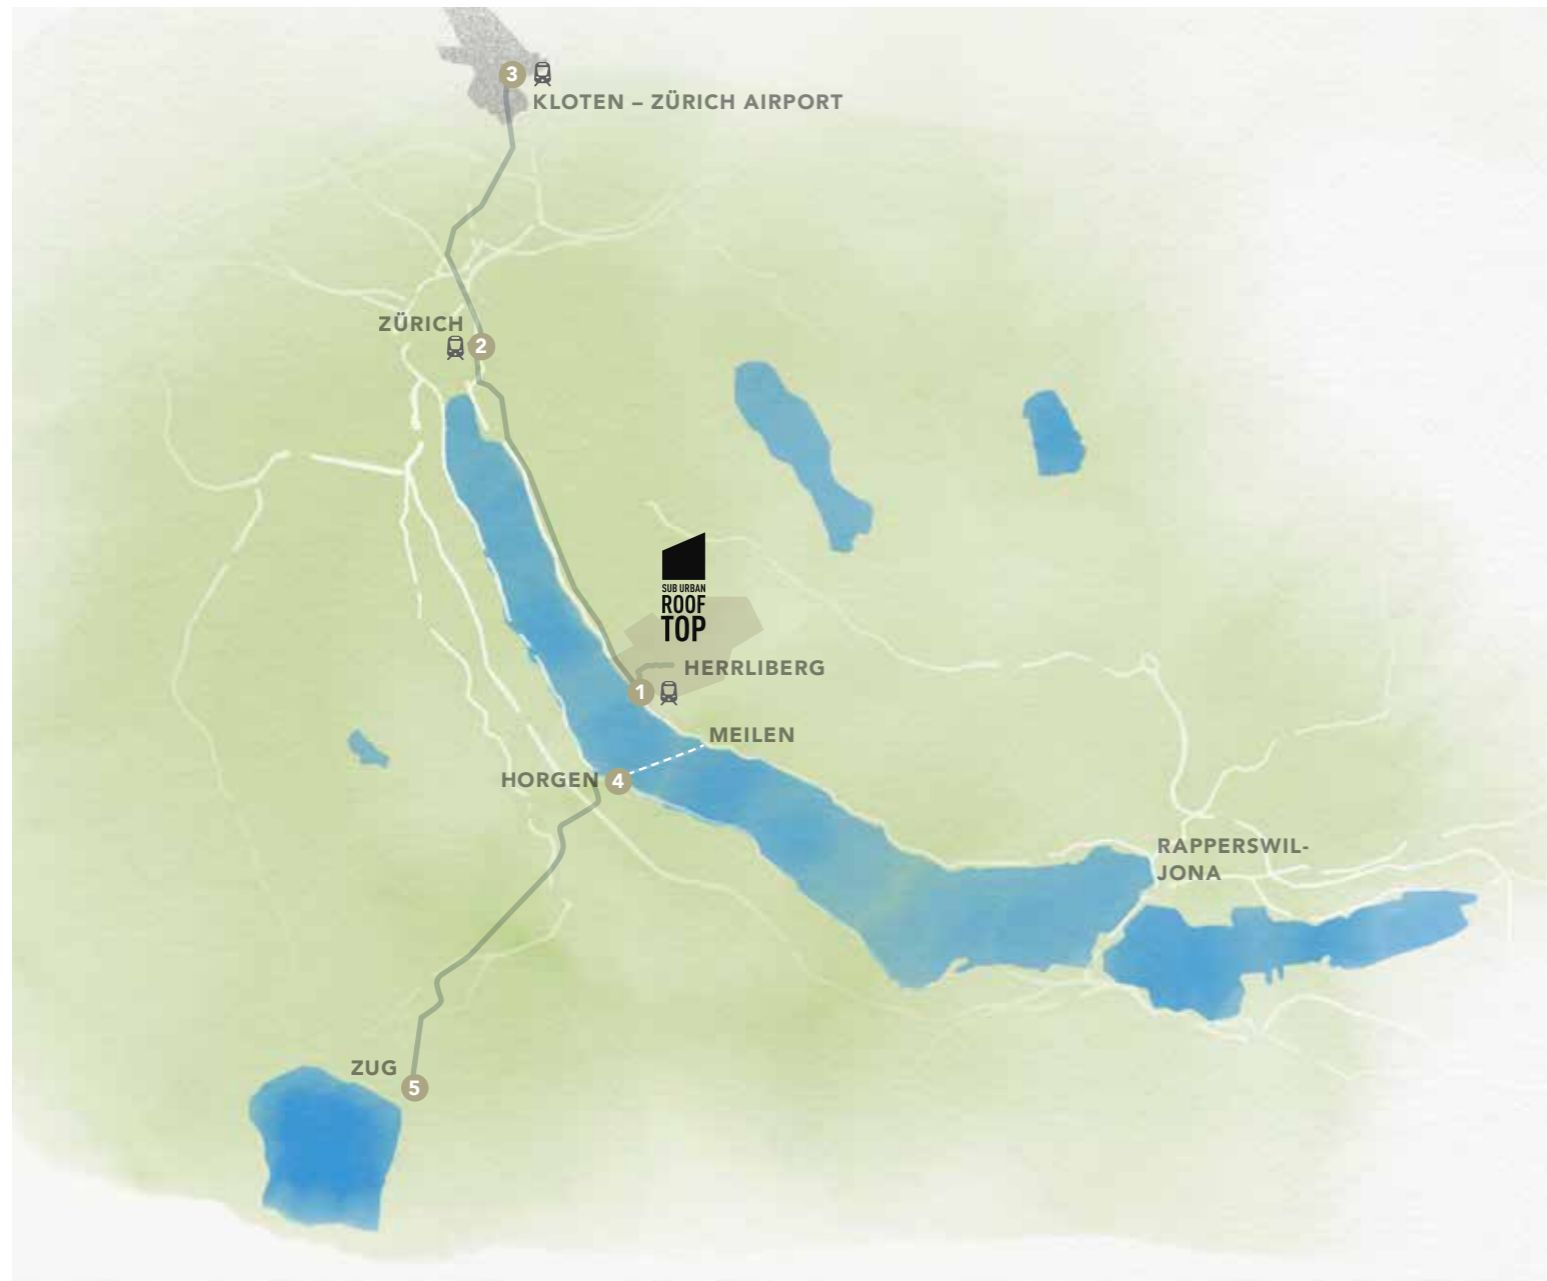 3
KLOTEN – ZÜRICH AIRPORT
ZÜRICH
2
SUB URBAN
ROOF
TOP
HERRLIBERG
1
MEILEN
HORGEN 4
RAPPERSWIL-
JONA
ZUG
5